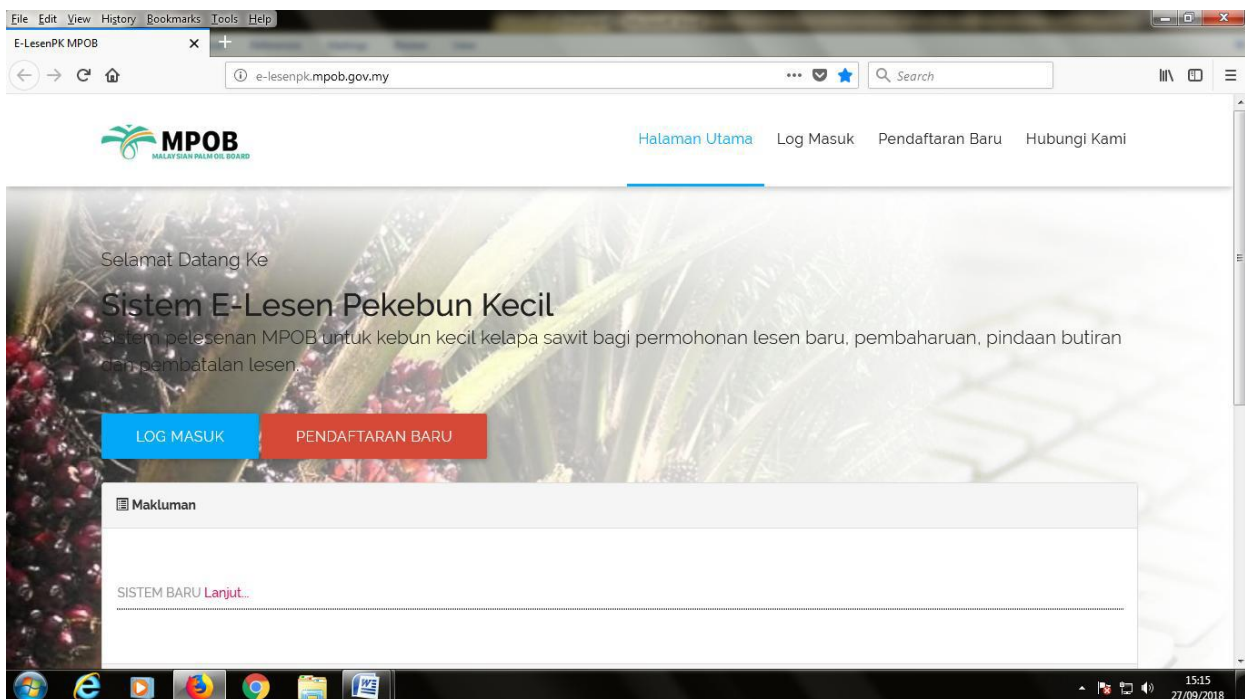 File Edit View History Bookmarks Tools Help
E-LesenPK MPOB
e-lesenpk.mpob.gov.my
Search
MPOB
MALAYSIAN PALM OIL BOARD
Halaman Utama Log Masuk Pendaftaran Baru Hubungi Kami
Selamat Datang Ke
Sistem E-Lesen Pekebun Kecil
Sistem pelesenan MPOB untuk kebun kecil kelapa sawit bagi permohonan lesen baru, pembaharuan, pindaan butiran
dan pembatalan lesen.
LOG MASUK PENDAFTARAN BARU
Makluman
SISTEM BARU Lanjut...
15:15
27/09/2018